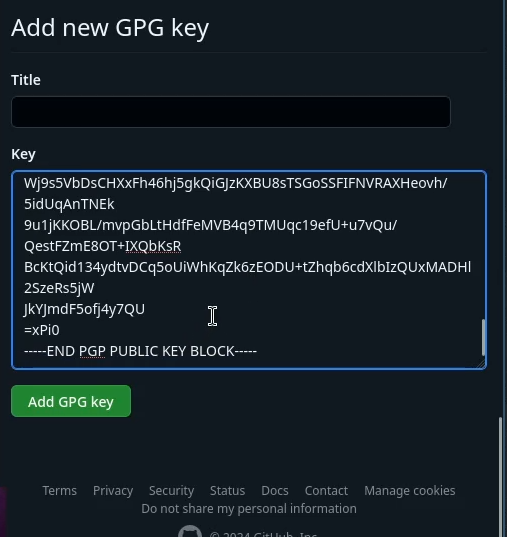 Add new GPG key
Title
Key
Wj9s5VbDsCHXxFh46hj5gkQiGJzKXBU8sTSGoSSFIFNVRAXHeovh/
5idUqAnTNEk
9u1jKKOBL/mvpGbLtHdfFeMVB4q9TMUqc19efU+u7vQu/
QestFZmE8OT+IXQbKsR
BcKtQid134ydtvDCq5oUiWhKqZk6zEODU+tZhqb6cdXlbIzQUxMADHl
2SzeRs5jW
JkYJmdF5ofj4y7QU
=xPi0
-----END PGP PUBLIC KEY BLOCK-----
Add GPG key
Terms Privacy Security Status Docs Contact Manage cookies
Do not share my personal information
© 2024 GitHub, Inc.